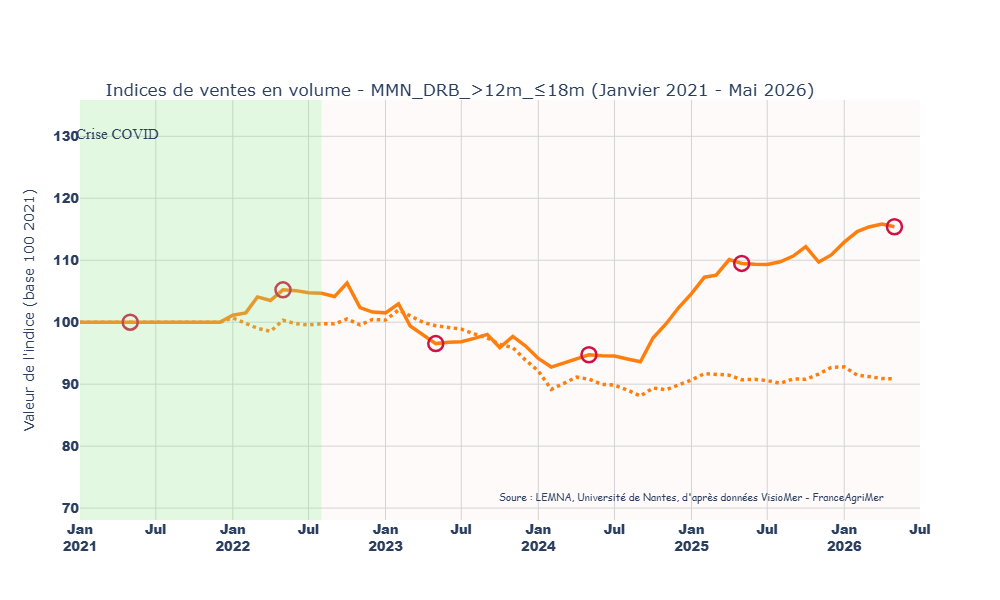 Indices de ventes en volume - MMN_DRB_>12m_≤18m (Janvier 2021 - Mai 2026)
Valeur de l'indice (base 100 2021)
130
Crise COVID
120
110
100
90
80
70
Soure : LEMNA, Université de Nantes, d'après données VisioMer - FranceAgriMer
Jan Jul Jan Jul Jan Jul Jan Jul Jan Jul Jan Jul
2021 2022 2023 2024 2025 2026